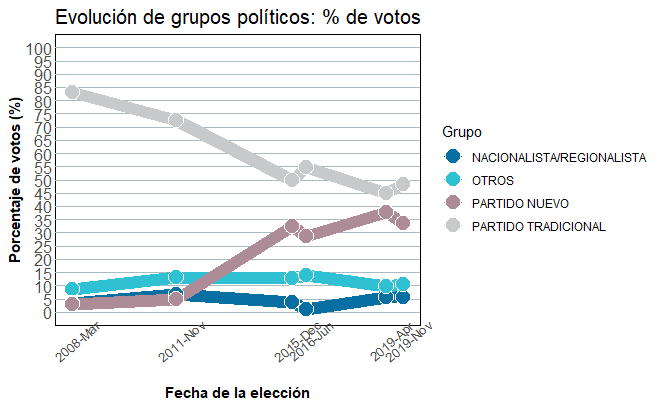 Evolución de grupos políticos: % de votos
Porcentaje de votos (%)
100
95
90
85
80
75
70
65
60
55
50
45
40
35
30
25
20
15
10
5
0
2008-Mar
2011-Nov
2015-Dec
2016-Jun
2019-Apr
2019-Nov
Fecha de la elección
Grupo
NACIONALISTA/REGIONALISTA
OTROS
PARTIDO NUEVO
PARTIDO TRADICIONAL